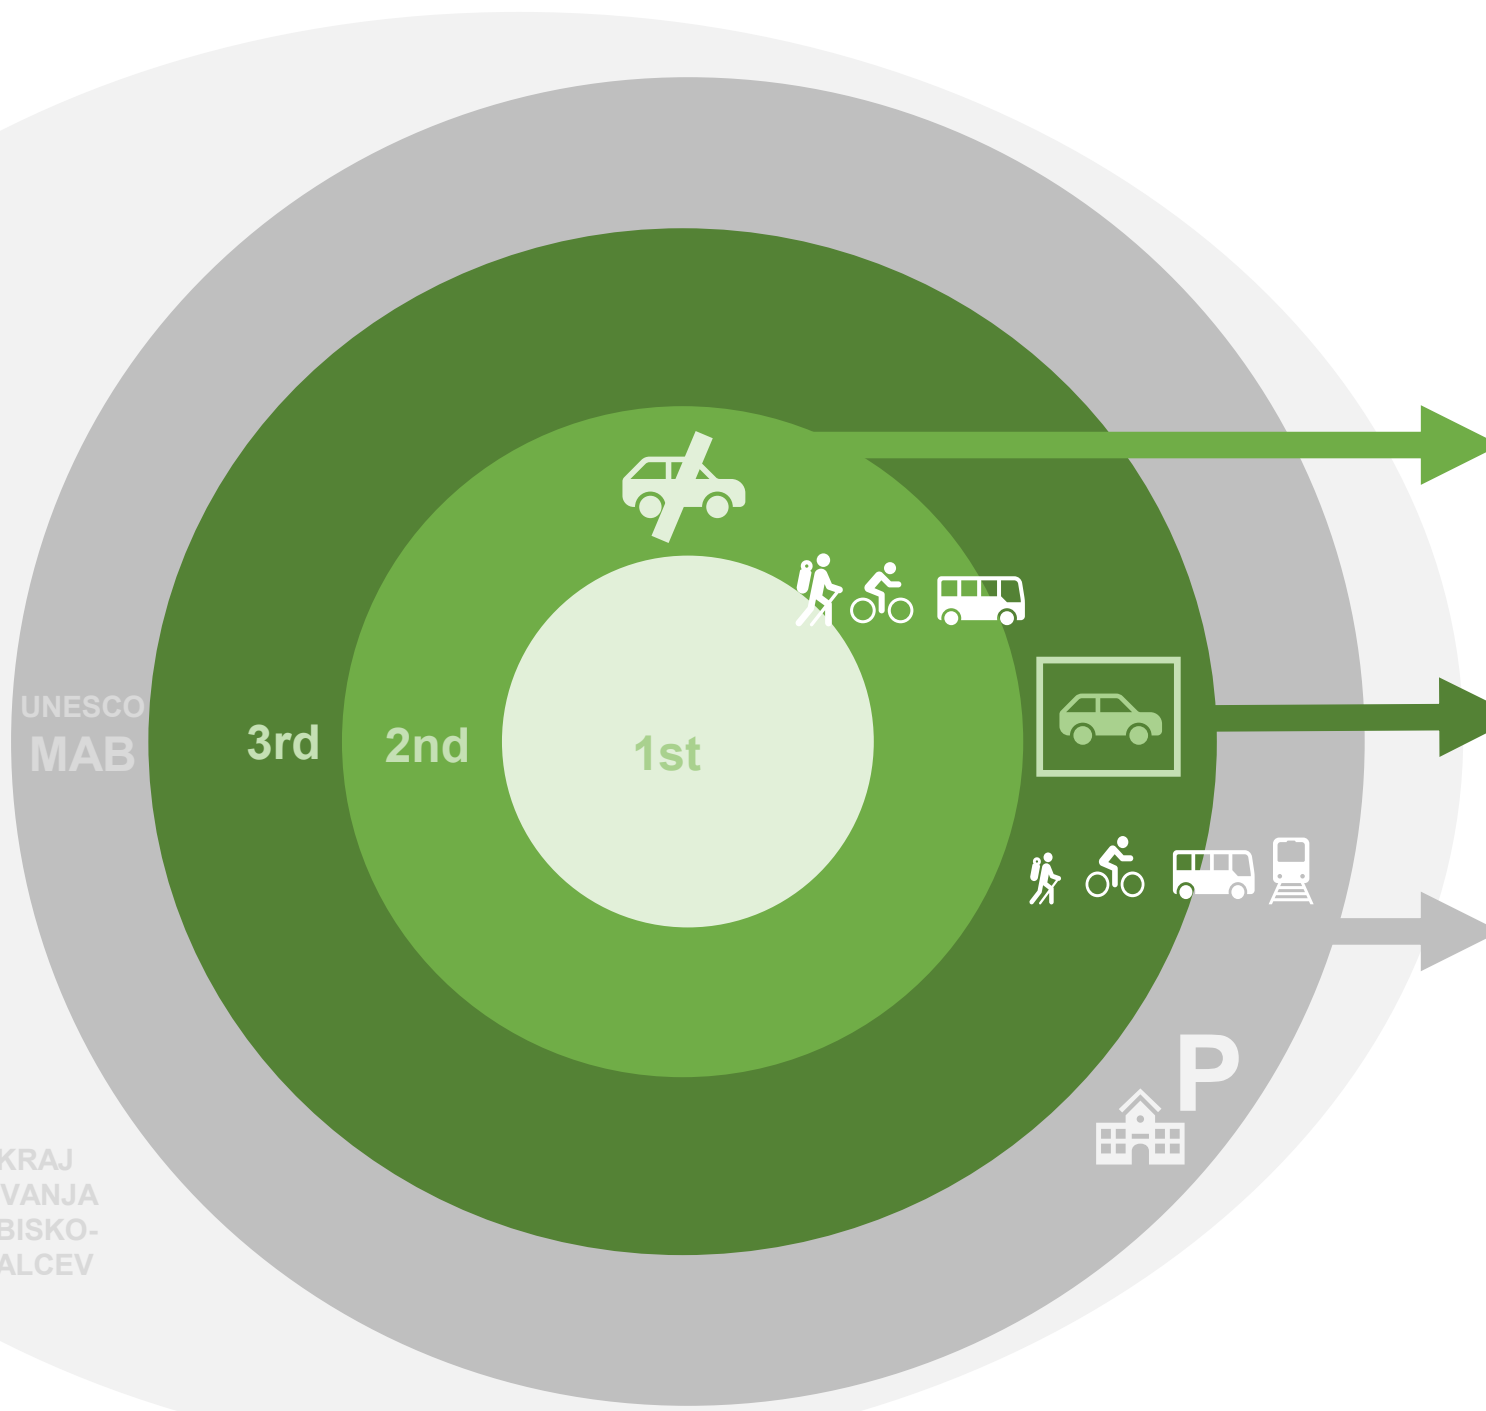 UNESCO
MAB
3rd
2nd
1st
P
KRAJ
VANJA
BISKO-
ALCEV